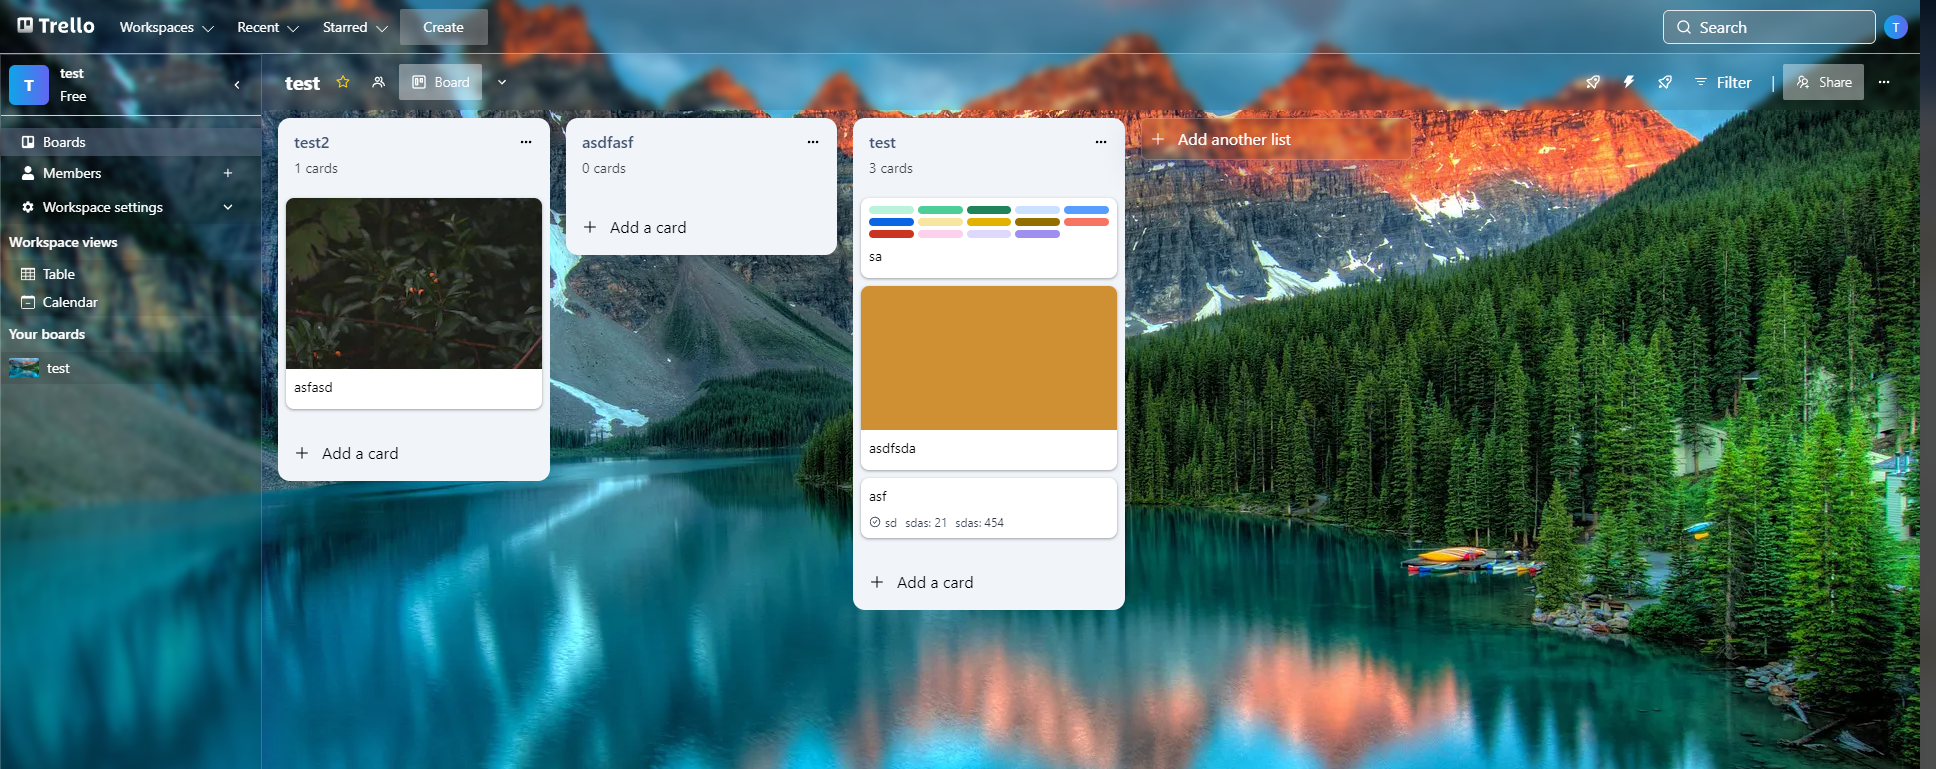 Trello
Workspaces
Recent
Starred
Create
Search
T
T
test
Free
test
Board
Filter
Share
Boards
Members
Workspace settings
Workspace views
Table
Calendar
Your boards
test
test2
1 cards
asfasd
Add a card
asdfasf
0 cards
Add a card
test
3 cards
sa
asdfsda
asf
sd sdas: 21 sdas: 454
Add a card
Add another list